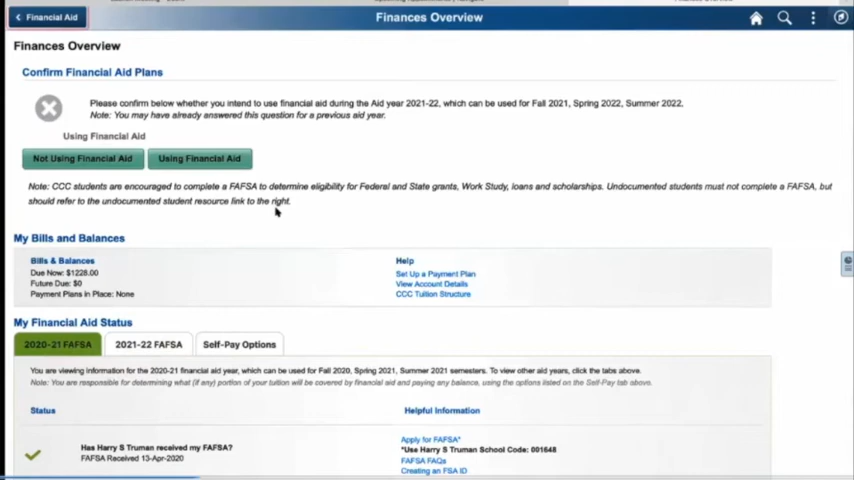 Financial Aid
Finances Overview
Finances Overview
Confirm Financial Aid Plans
Please confirm below whether you intend to use financial aid during the Aid year 2021-22, which can be used for Fall 2021, Spring 2022, Summer 2022.
Note: You may have already answered this question for a previous aid year.
Using Financial Aid
Not Using Financial Aid
Using Financial Aid
Note: CCC students are encouraged to complete a FAFSA to determine eligibility for Federal and State grants, Work Study, loans and scholarships. Undocumented students must not complete a FAFSA, but
should refer to the undocumented student resource link to the right.
My Bills and Balances
Bills & Balances
Due Now: $1228.00
Future Due: $0
Payment Plans in Place: None
Help
Set Up a Payment Plan
View Account Details
CCC Tuition Structure
My Financial Aid Status
2020-21 FAFSA
2021-22 FAFSA
Self-Pay Options
You are viewing information for the 2020-21 financial aid year, which can be used for Fall 2020, Spring 2021, Summer 2021 semesters. To view other aid years, click the tabs above.
Note: You are responsible for determining what (if any) portion of your tuition will be covered by financial aid and paying any balance, using the options listed on the Self-Pay tab above.
Status
Helpful Information
Has Harry S Truman received my FAFSA?
FAFSA Received 13-Apr-2020
Apply for FAFSA*
*Use Harry S Truman School Code: 001648
FAFSA FAQs
Creating an FSA ID